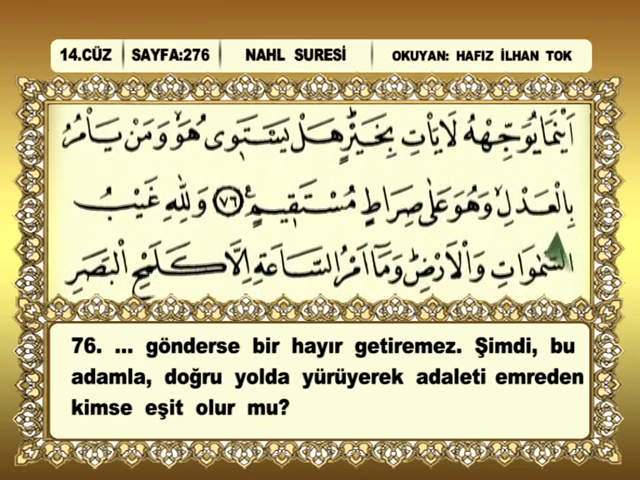 14.CÜZ SAYFA:276 NAHL SURESİ OKUYAN: HAFIZ İLHAN TOK
اَيْنَمَا يُوَجِّهْهُ لَا يَأْتِ بِخَيْرٍۜ هَلْ يَسْتَو۪ي هُوَۙ وَمَنْ يَأْمُرُ
بِالْعَدْلِۙ وَهُوَ عَلٰى صِرَاطٍ مُسْتَق۪يمٍ۟ ﴿٧٦﴾ وَلِلّٰهِ غَيْبُ
السَّمٰوَاتِ وَالْاَرْضِۜ وَمَٓا اَمْرُ السَّاعَةِ اِلَّا كَلَمْحِ الْبَصَرِ
76. ... gönderse bir hayır getiremez. Şimdi, bu
adamla, doğru yolda yürüyerek adaleti emreden
kimse eşit olur mu?